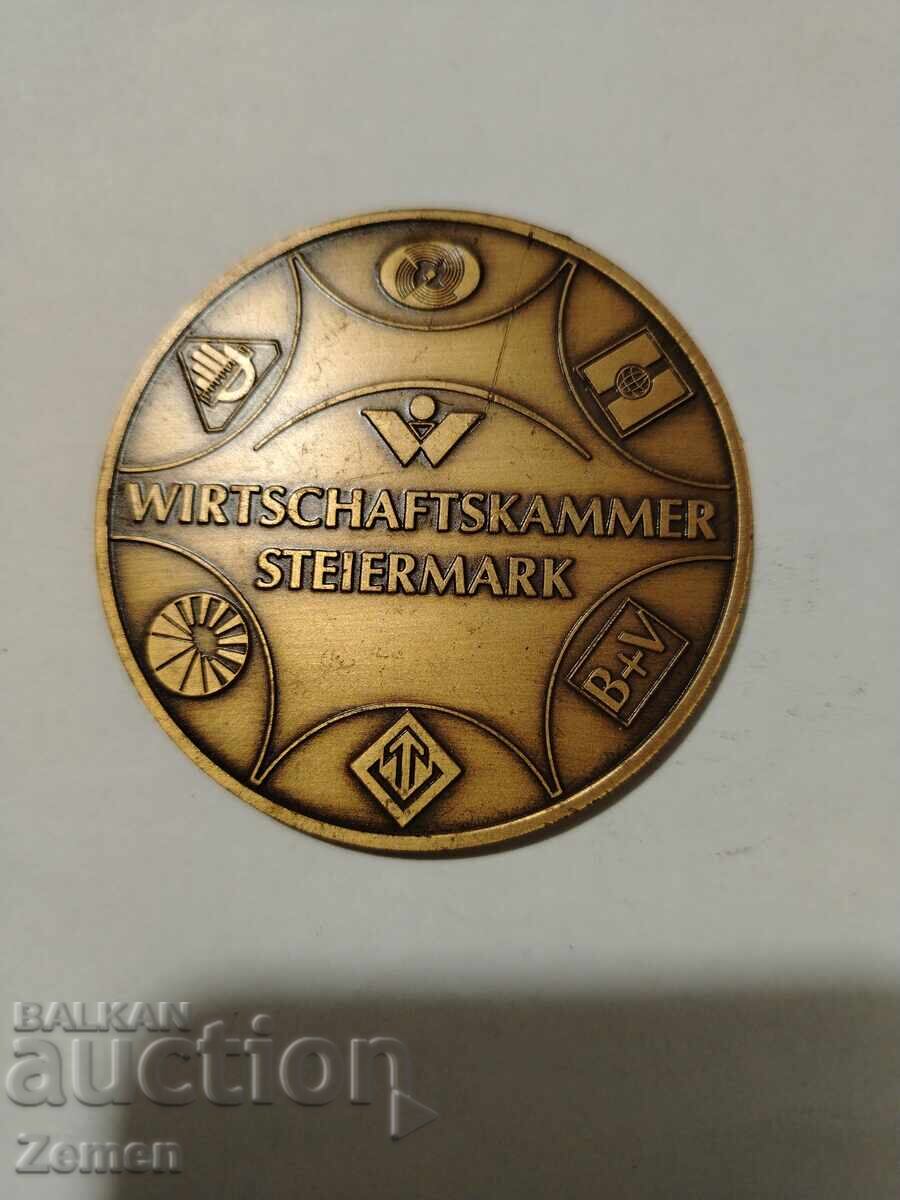 WIRTSCHAFTSKAMMER
STEIERMARK
B+V
BALKAN
auction
Zemen